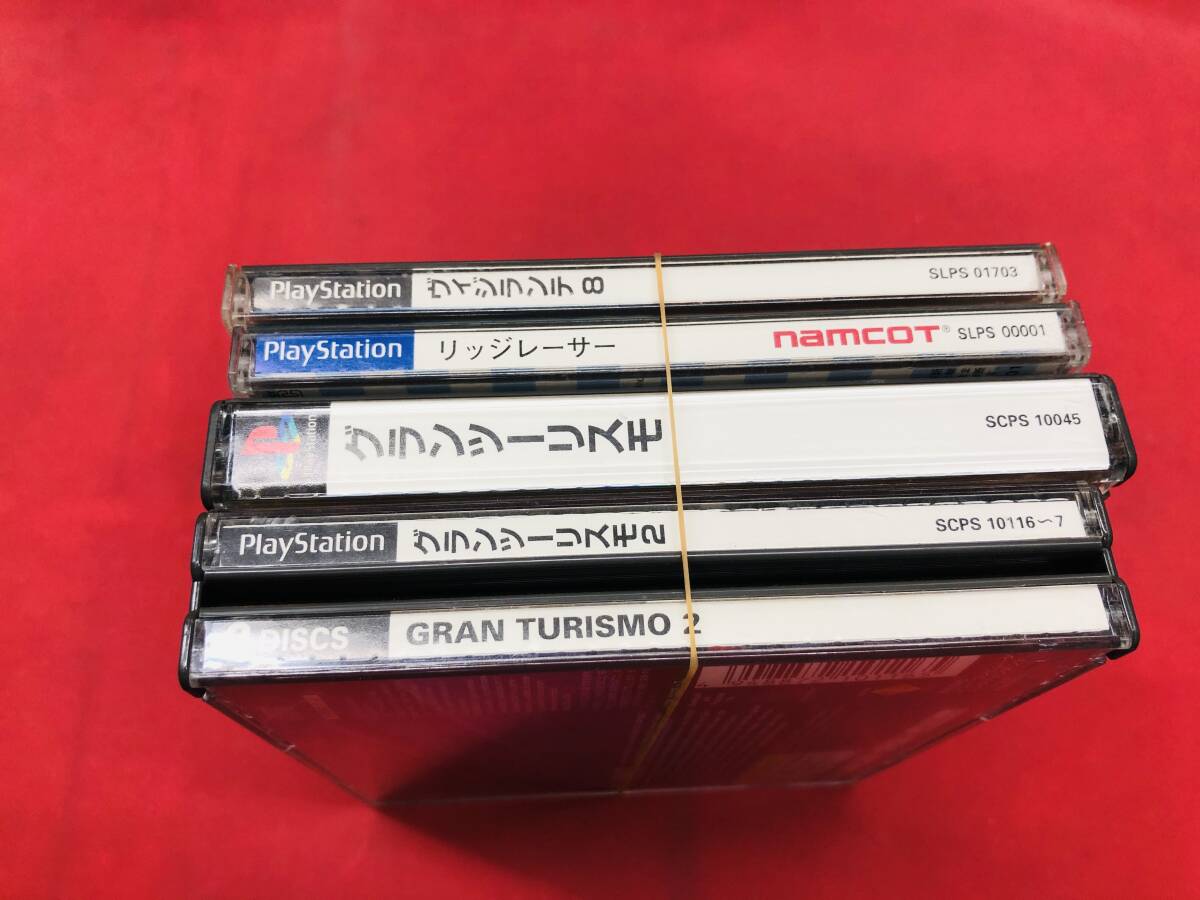 PlayStation ヴィジランテ8 SLPS 01703
PlayStation リッジレーサー namcoT® SLPS 00001
PlayStation グランツーリスモ SCPS 10045
PlayStation グランツーリスモ2 SCPS 10116~7
2 DISCS GRAN TURISMO 2